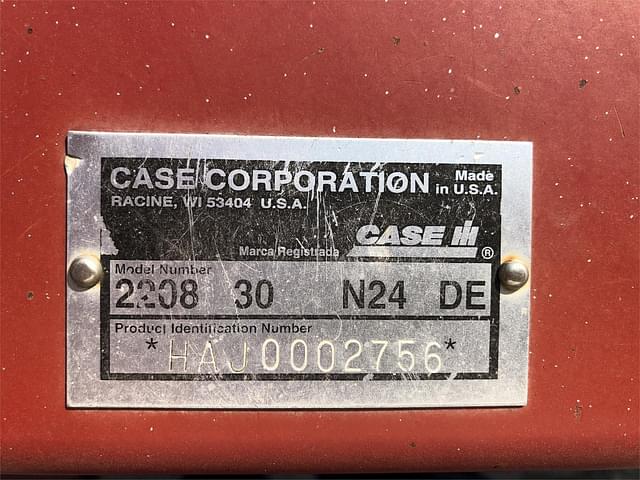 CASE CORPORATION Made in U.S.A.
RACINE, WI 53404 U.S.A.
CASE IH ®
Marca Registrada
Model Number
2208 30 N24 DE
Product Identification Number
*HAJ0002756*